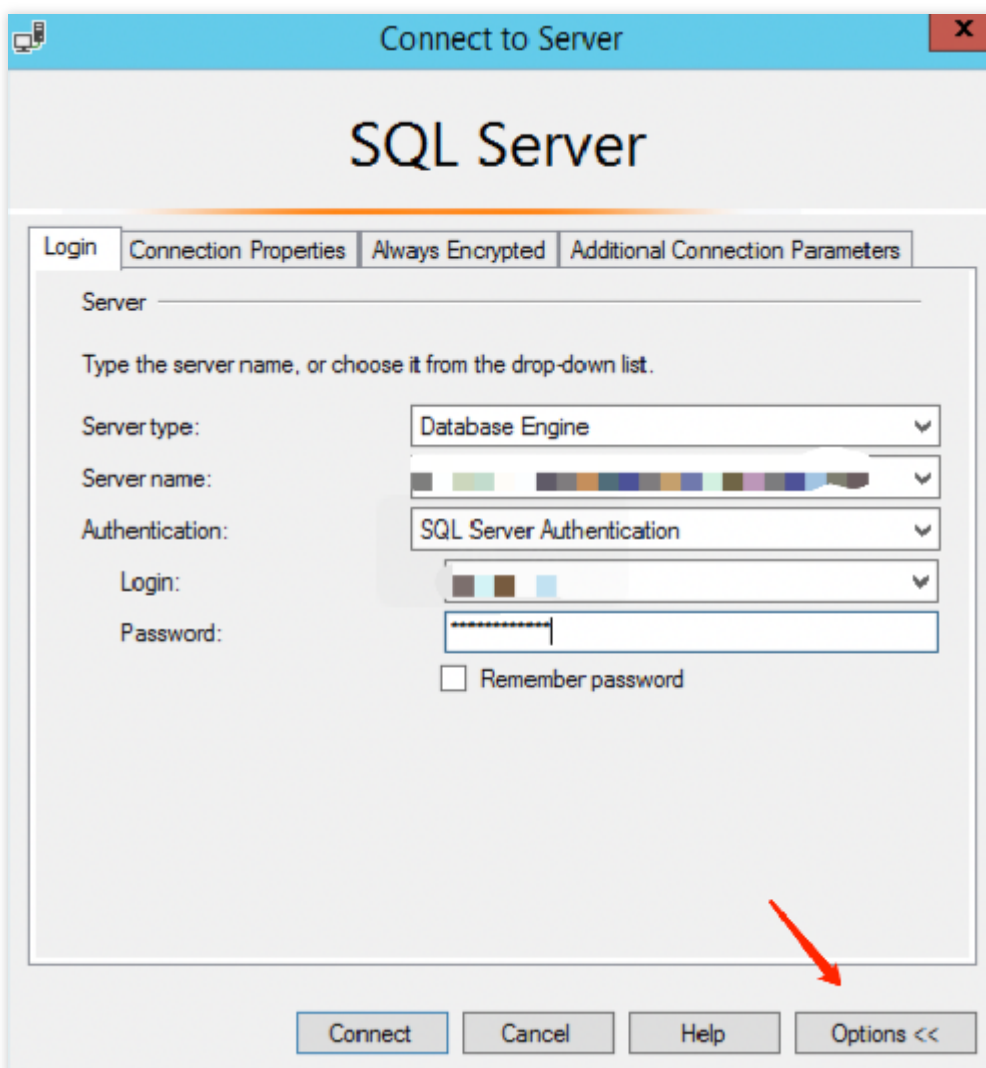 Connect to Server
x
SQL Server
Login Connection Properties Always Encrypted Additional Connection Parameters
Server
Type the server name, or choose it from the drop-down list.
Server type: Database Engine
Server name:
Authentication: SQL Server Authentication
Login:
Password: ************
Remember password
Connect Cancel Help Options <<